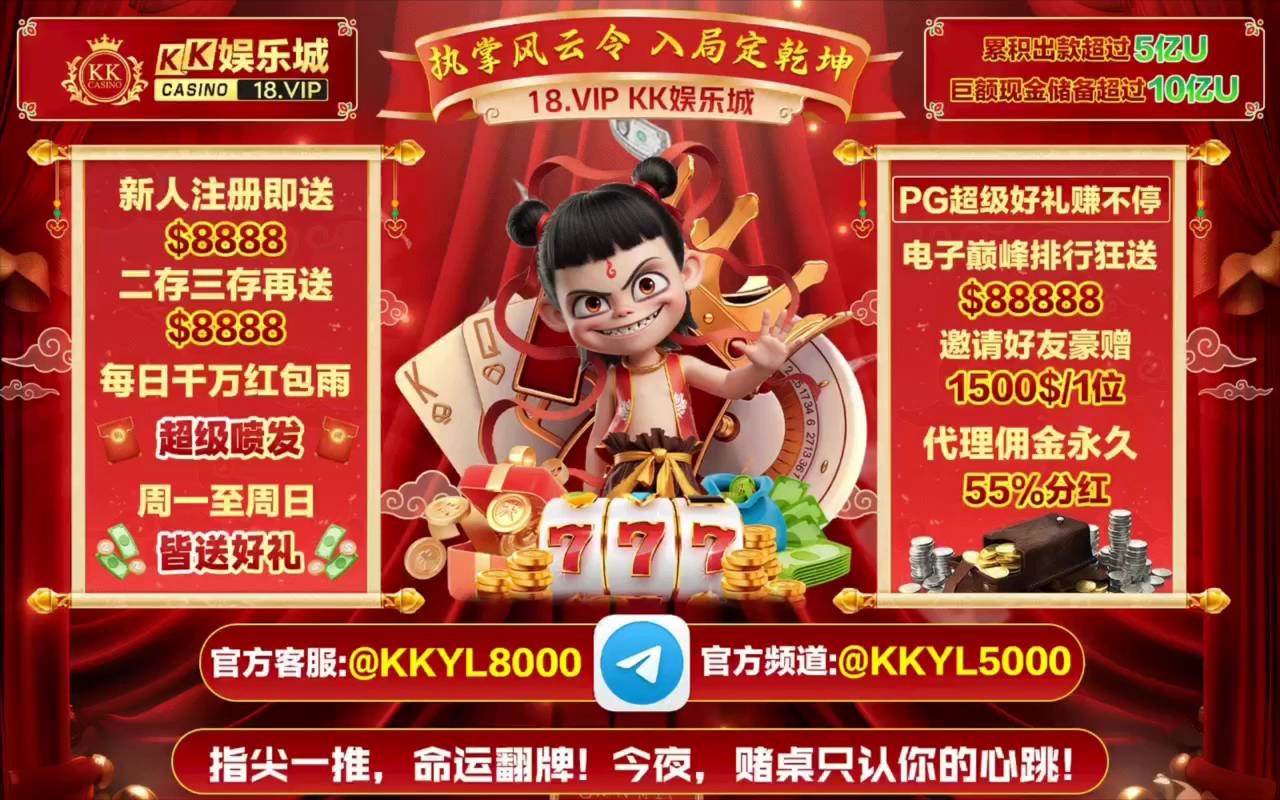 KK
CASINO
KK娱乐城
CASINO 18.VIP
执掌风云令 入局定乾坤
18.VIP KK娱乐城
累积出款超过5亿U
巨额现金储备超过10亿U
新人注册即送
$8888
二存三存再送
$8888
每日千万红包雨
超级喷发
周一至周日
皆送好礼
K
777
PG超级好礼赚不停
电子巅峰排行狂送
$88888
邀请好友豪赠
1500$/1位
代理佣金永久
55%分红
官方客服:@KKYL8000
官方频道:@KKYL5000
指尖一推，命运翻牌！今夜，赌桌只认你的心跳！